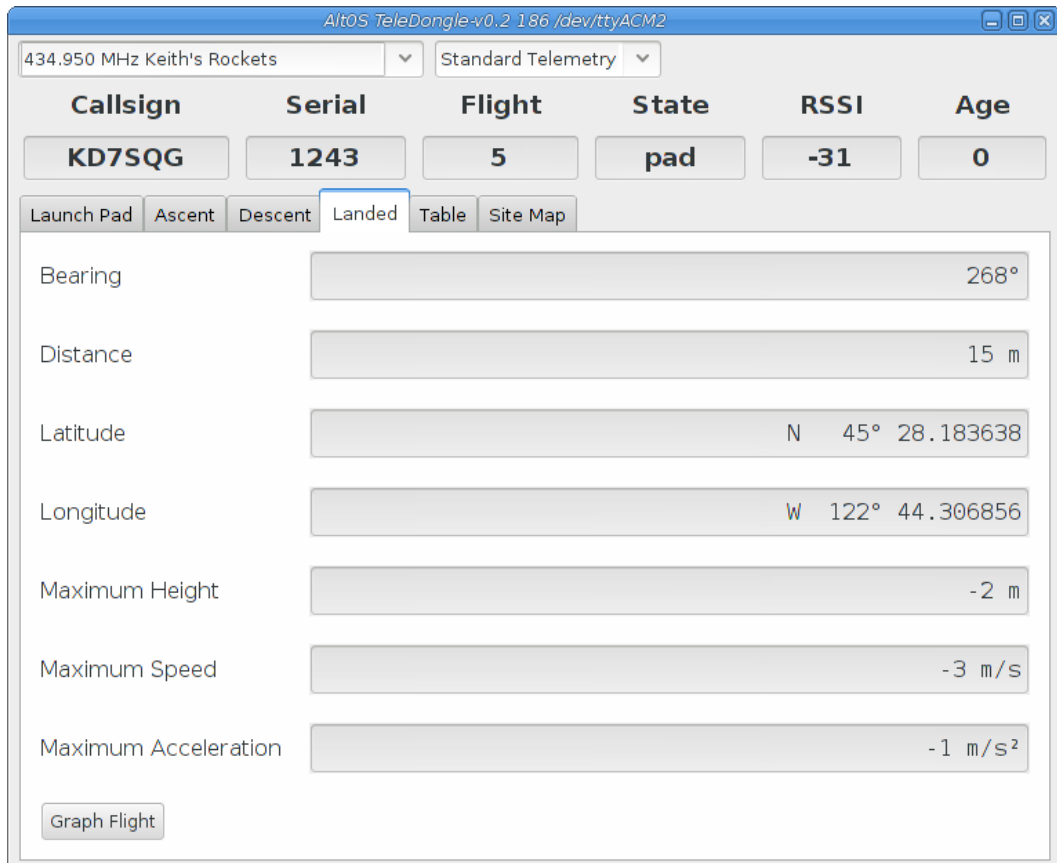 AltOS TeleDongle-v0.2 186 /dev/ttyACM2
434.950 MHz Keith's Rockets Standard Telemetry
Callsign Serial Flight State RSSI Age
KD7SQG 1243 5 pad -31 0
Launch Pad Ascent Descent Landed Table Site Map
Bearing 268°
Distance 15 m
Latitude N 45° 28.183638
Longitude W 122° 44.306856
Maximum Height -2 m
Maximum Speed -3 m/s
Maximum Acceleration -1 m/s²
Graph Flight